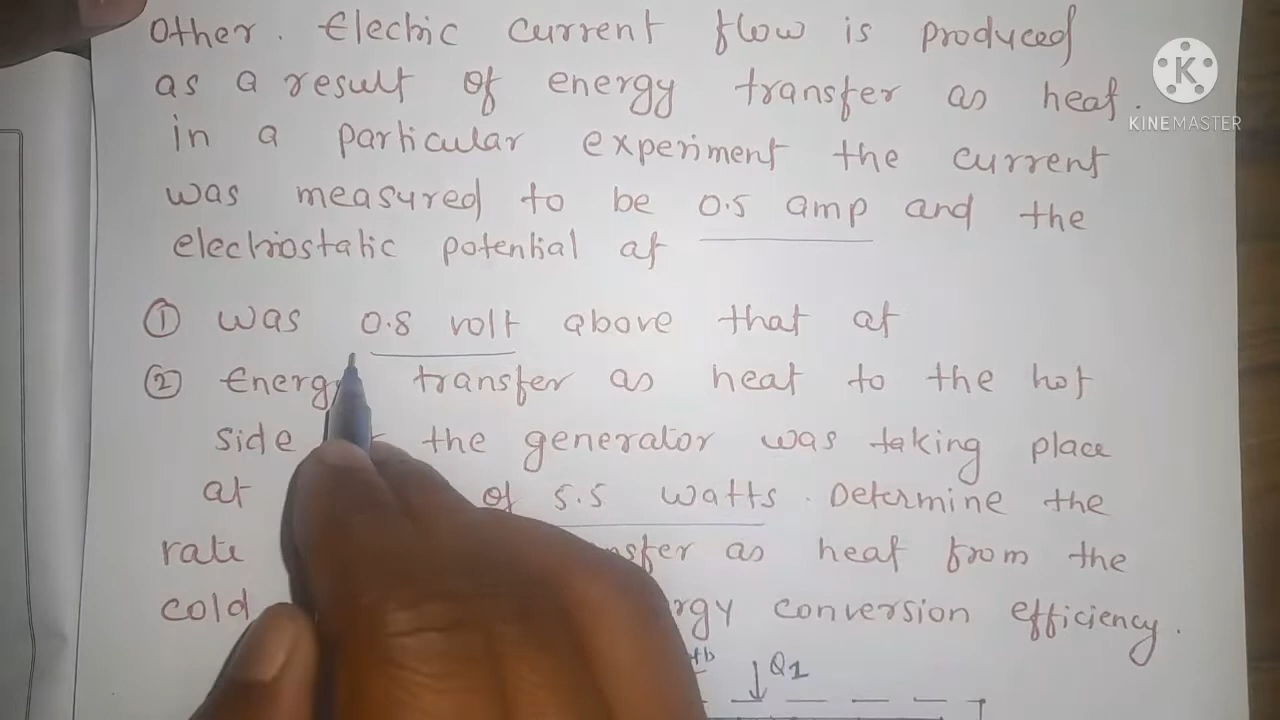 Other. Electric current flow is produced
as a result of energy transfer as heat.
in a particular experiment the current
was measured to be 0.5 amp and the
electrostatic potential at
① was 0.8 volt above that at
② Energy transfer as heat to the hot
side the generator was taking place
at of 5.5 watts. Determine the
rate as heat from the
cold conversion efficiency.
Q1
K
KINEMASTER